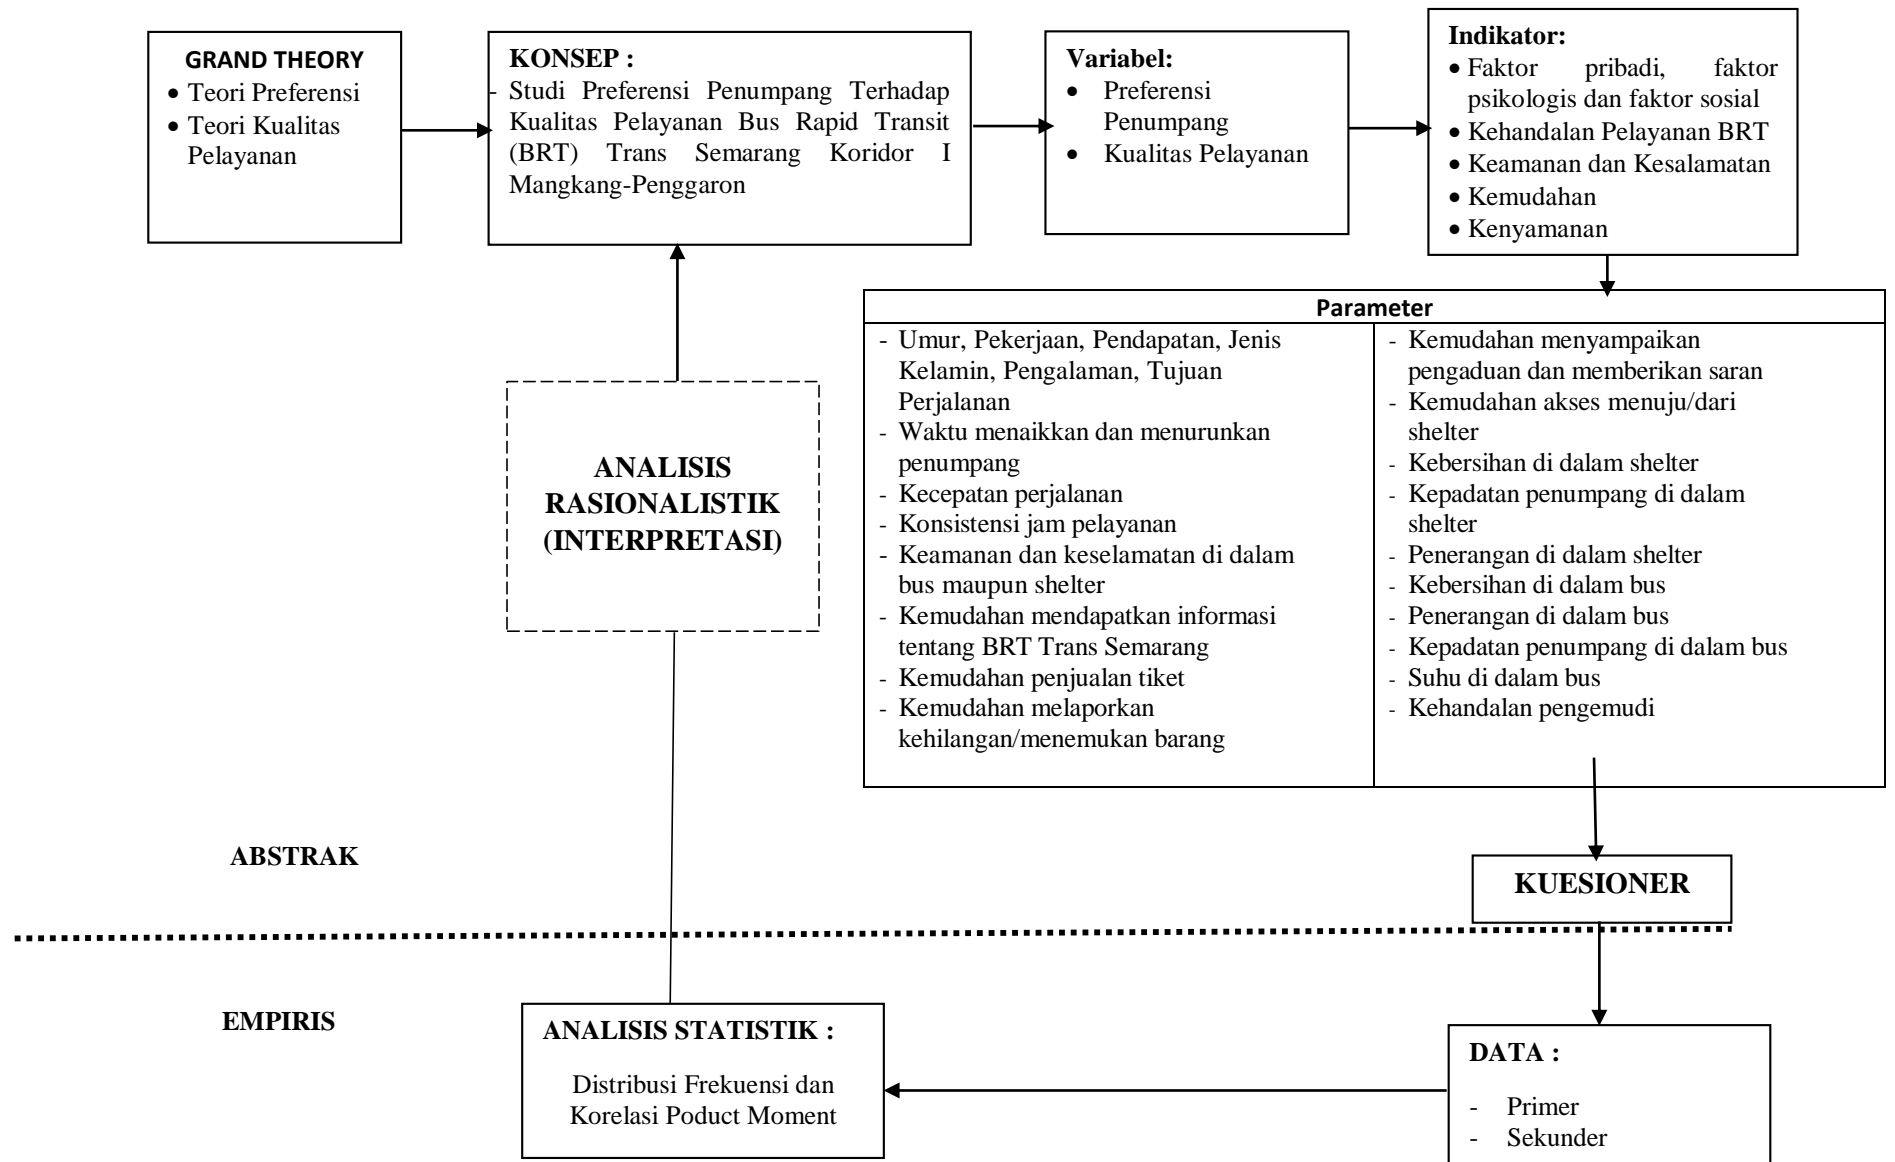 GRAND THEORY
• Teori Preferensi
• Teori Kualitas
Pelayanan
KONSEP :
- Studi Preferensi Penumpang Terhadap
Kualitas Pelayanan Bus Rapid Transit
(BRT) Trans Semarang Koridor I
Mangkang-Penggaron
Variabel:
• Preferensi
Penumpang
• Kualitas Pelayanan
Indikator:
• Faktor pribadi, faktor
psikologis dan faktor sosial
• Kehandalan Pelayanan BRT
• Keamanan dan Kesalamatan
• Kemudahan
• Kenyamanan
Parameter
- Umur, Pekerjaan, Pendapatan, Jenis
Kelamin, Pengalaman, Tujuan
Perjalanan
- Waktu menaikkan dan menurunkan
penumpang
- Kecepatan perjalanan
- Konsistensi jam pelayanan
- Keamanan dan keselamatan di dalam
bus maupun shelter
- Kemudahan mendapatkan informasi
tentang BRT Trans Semarang
- Kemudahan penjualan tiket
- Kemudahan melaporkan
kehilangan/menemukan barang
- Kemudahan menyampaikan
pengaduan dan memberikan saran
- Kemudahan akses menuju/dari
shelter
- Kebersihan di dalam shelter
- Kepadatan penumpang di dalam
shelter
- Penerangan di dalam shelter
- Kebersihan di dalam bus
- Penerangan di dalam bus
- Kepadatan penumpang di dalam bus
- Suhu di dalam bus
- Kehandalan pengemudi
ANALISIS
RASIONALISTIK
(INTERPRETASI)
ABSTRAK
KUESIONER
EMPIRIS
ANALISIS STATISTIK :
Distribusi Frekuensi dan
Korelasi Poduct Moment
DATA :
- Primer
- Sekunder